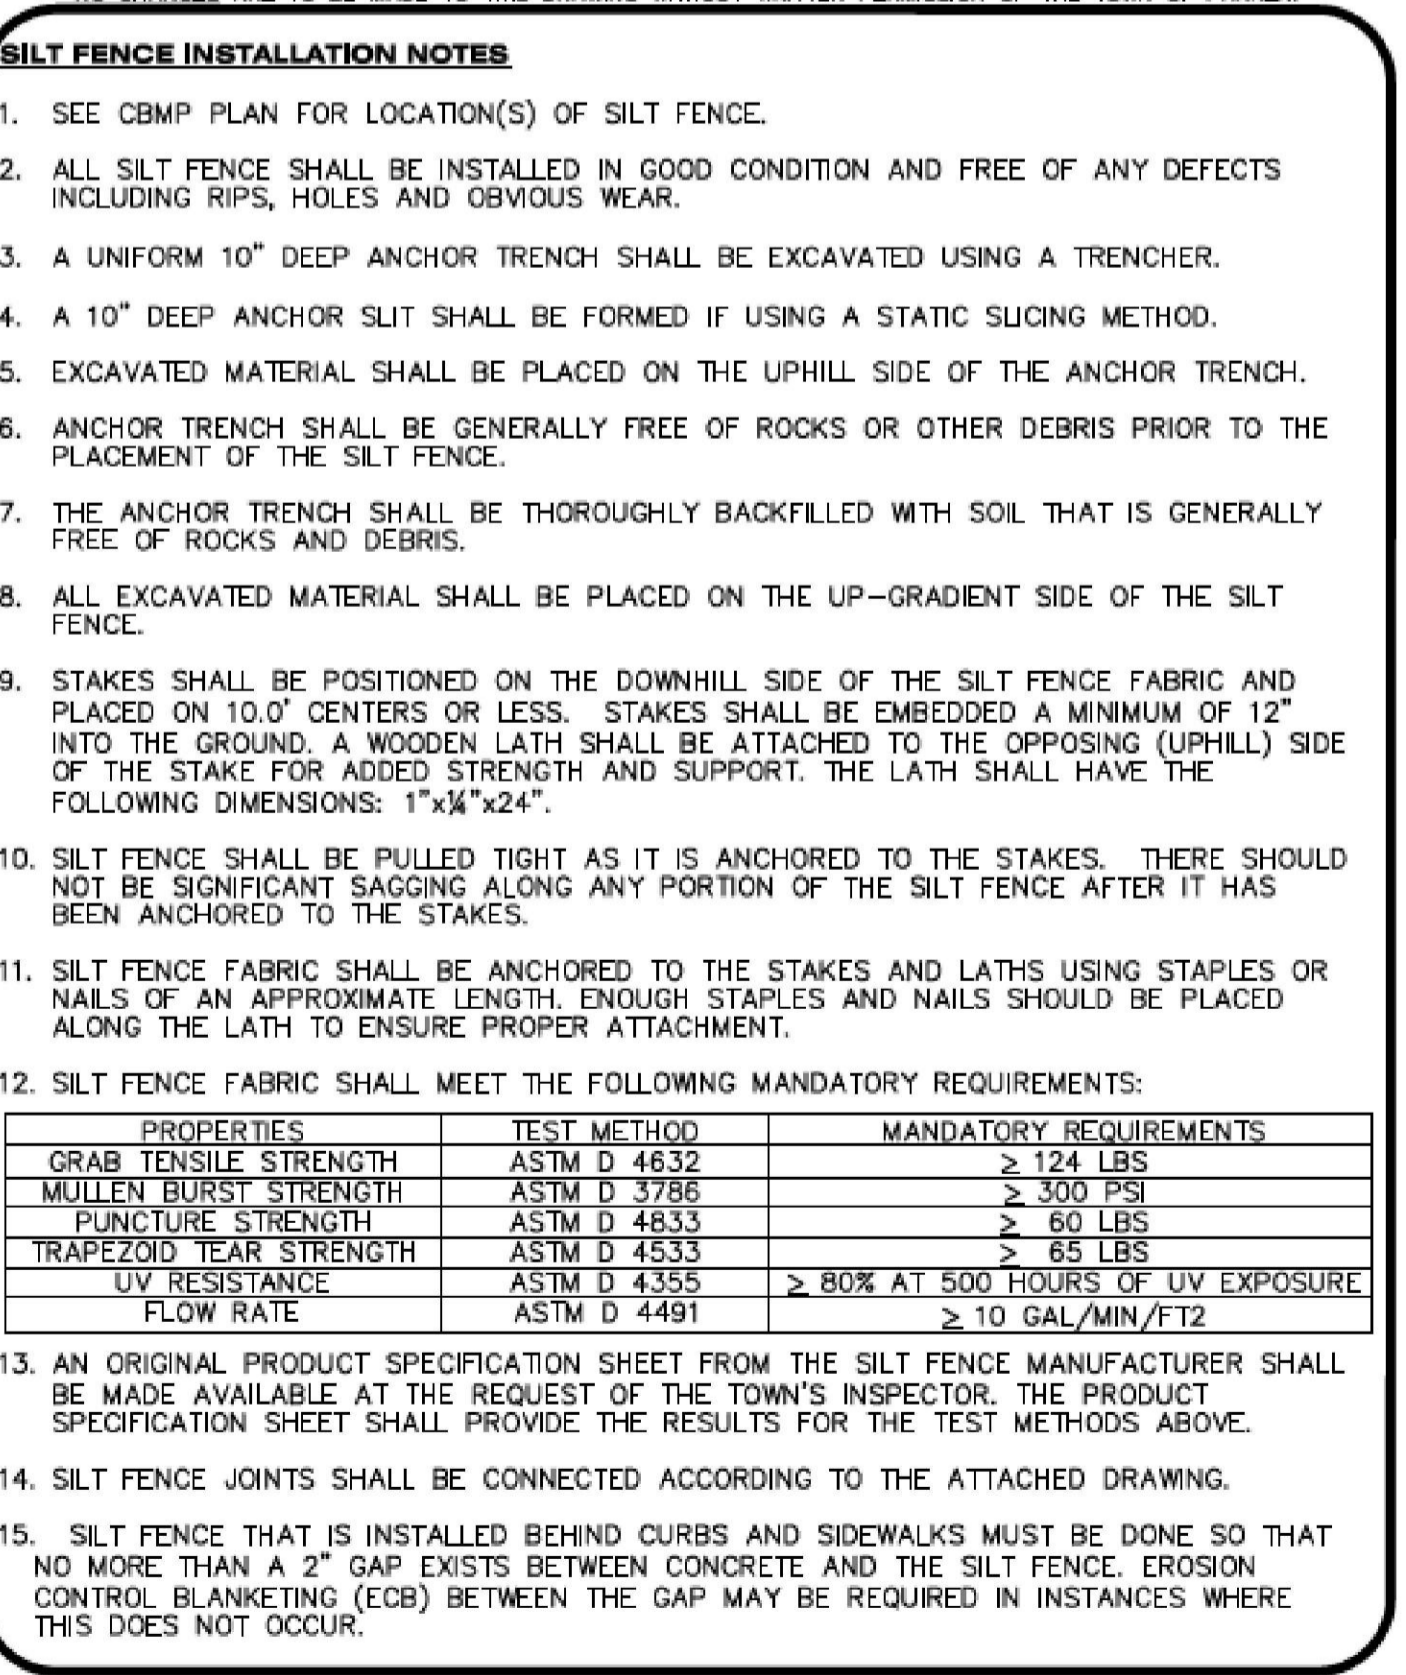 SILT FENCE INSTALLATION NOTES
1. SEE CBMP PLAN FOR LOCATION(S) OF SILT FENCE.
2. ALL SILT FENCE SHALL BE INSTALLED IN GOOD CONDITION AND FREE OF ANY DEFECTS
INCLUDING RIPS, HOLES AND OBVIOUS WEAR.
3. A UNIFORM 10" DEEP ANCHOR TRENCH SHALL BE EXCAVATED USING A TRENCHER.
4. A 10" DEEP ANCHOR SLIT SHALL BE FORMED IF USING A STATIC SLICING METHOD.
5. EXCAVATED MATERIAL SHALL BE PLACED ON THE UPHILL SIDE OF THE ANCHOR TRENCH.
6. ANCHOR TRENCH SHALL BE GENERALLY FREE OF ROCKS OR OTHER DEBRIS PRIOR TO THE
PLACEMENT OF THE SILT FENCE.
7. THE ANCHOR TRENCH SHALL BE THOROUGHLY BACKFILLED WITH SOIL THAT IS GENERALLY
FREE OF ROCKS AND DEBRIS.
8. ALL EXCAVATED MATERIAL SHALL BE PLACED ON THE UP-GRADIENT SIDE OF THE SILT
FENCE.
9. STAKES SHALL BE POSITIONED ON THE DOWNHILL SIDE OF THE SILT FENCE FABRIC AND
PLACED ON 10.0' CENTERS OR LESS. STAKES SHALL BE EMBEDDED A MINIMUM OF 12"
INTO THE GROUND. A WOODEN LATH SHALL BE ATTACHED TO THE OPPOSING (UPHILL) SIDE
OF THE STAKE FOR ADDED STRENGTH AND SUPPORT. THE LATH SHALL HAVE THE
FOLLOWING DIMENSIONS: 1"x¼"x24".
10. SILT FENCE SHALL BE PULLED TIGHT AS IT IS ANCHORED TO THE STAKES. THERE SHOULD
NOT BE SIGNIFICANT SAGGING ALONG ANY PORTION OF THE SILT FENCE AFTER IT HAS
BEEN ANCHORED TO THE STAKES.
11. SILT FENCE FABRIC SHALL BE ANCHORED TO THE STAKES AND LATHS USING STAPLES OR
NAILS OF AN APPROXIMATE LENGTH. ENOUGH STAPLES AND NAILS SHOULD BE PLACED
ALONG THE LATH TO ENSURE PROPER ATTACHMENT.
12. SILT FENCE FABRIC SHALL MEET THE FOLLOWING MANDATORY REQUIREMENTS:
PROPERTIES TEST METHOD MANDATORY REQUIREMENTS
GRAB TENSILE STRENGTH ASTM D 4632 ≥ 124 LBS
MULLEN BURST STRENGTH ASTM D 3786 ≥ 300 PSI
PUNCTURE STRENGTH ASTM D 4833 ≥ 60 LBS
TRAPEZOID TEAR STRENGTH ASTM D 4533 ≥ 65 LBS
UV RESISTANCE ASTM D 4355 ≥ 80% AT 500 HOURS OF UV EXPOSURE
FLOW RATE ASTM D 4491 ≥ 10 GAL/MIN/FT2
13. AN ORIGINAL PRODUCT SPECIFICATION SHEET FROM THE SILT FENCE MANUFACTURER SHALL
BE MADE AVAILABLE AT THE REQUEST OF THE TOWN'S INSPECTOR. THE PRODUCT
SPECIFICATION SHEET SHALL PROVIDE THE RESULTS FOR THE TEST METHODS ABOVE.
14. SILT FENCE JOINTS SHALL BE CONNECTED ACCORDING TO THE ATTACHED DRAWING.
15. SILT FENCE THAT IS INSTALLED BEHIND CURBS AND SIDEWALKS MUST BE DONE SO THAT
NO MORE THAN A 2" GAP EXISTS BETWEEN CONCRETE AND THE SILT FENCE. EROSION
CONTROL BLANKETING (ECB) BETWEEN THE GAP MAY BE REQUIRED IN INSTANCES WHERE
THIS DOES NOT OCCUR.